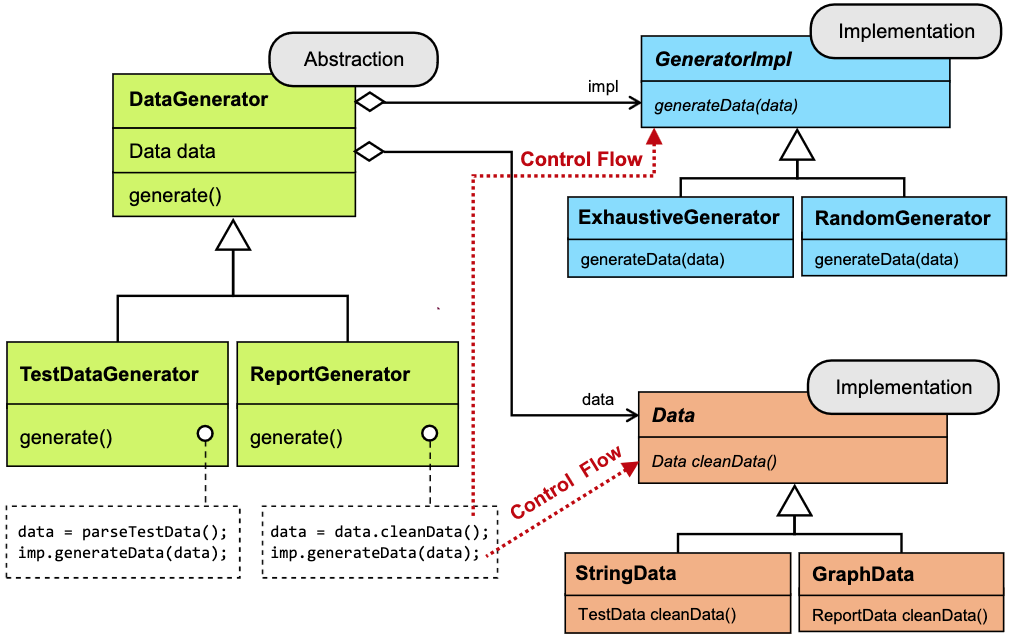 Abstraction
DataGenerator
Data data
generate()
impl
Implementation
GeneratorImpl
generateData(data)
Control Flow
ExhaustiveGenerator
generateData(data)
RandomGenerator
generateData(data)
TestDataGenerator
generate()
ReportGenerator
generate()
data = parseTestData();
imp.generateData(data);
data = data.cleanData();
imp.generateData(data);
Control Flow
data
Implementation
Data
Data cleanData()
StringData
TestData cleanData()
GraphData
ReportData cleanData()